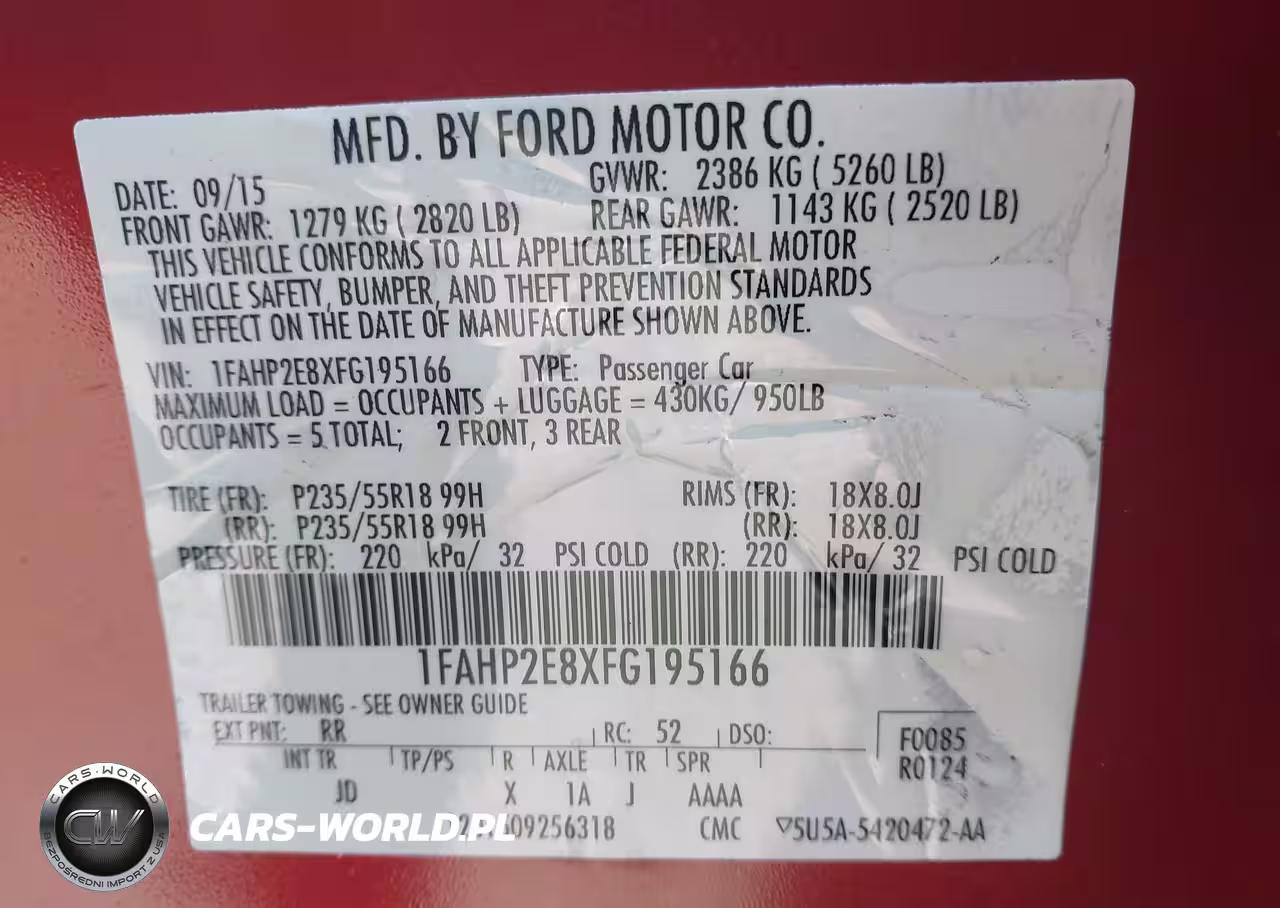 MFD. BY FORD MOTOR CO.
DATE: 09/15 GVWR: 2386 KG ( 5260 LB)
FRONT GAWR: 1279 KG ( 2820 LB) REAR GAWR: 1143 KG ( 2520 LB)
THIS VEHICLE CONFORMS TO ALL APPLICABLE FEDERAL MOTOR
VEHICLE SAFETY, BUMPER, AND THEFT PREVENTION STANDARDS
IN EFFECT ON THE DATE OF MANUFACTURE SHOWN ABOVE.
VIN: 1FAHP2E8XFG195166 TYPE: Passenger Car
MAXIMUM LOAD = OCCUPANTS + LUGGAGE = 430KG/ 950LB
OCCUPANTS = 5 TOTAL; 2 FRONT, 3 REAR
TIRE (FR): P235/55R18 99H RIMS (FR): 18X8.0J
(RR): P235/55R18 99H (RR): 18X8.0J
PRESSURE (FR): 220 kPa/ 32 PSI COLD (RR): 220 kPa/ 32 PSI COLD
1FAHP2E8XFG195166
TRAILER TOWING - SEE OWNER GUIDE
EXT PNT: RR RC: 52 DSO: F0085
INT TR TP/PS R AXLE TR SPR R0124
JD X 1A J AAAA
CMC ▽5U5A-5420472-AA
CARS-WORLD.PL
CARS-WORLD
CW
BEZPOŚREDNI IMPORT Z USA